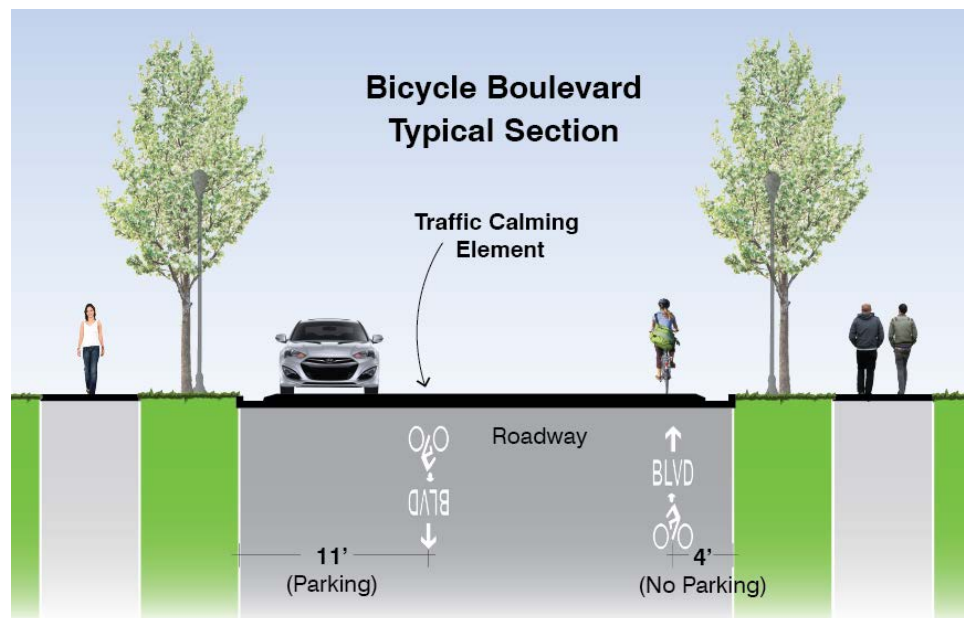 Bicycle Boulevard
Typical Section
Traffic Calming
Element
Roadway
BLVD
BLVD
11’
(Parking)
4’
(No Parking)